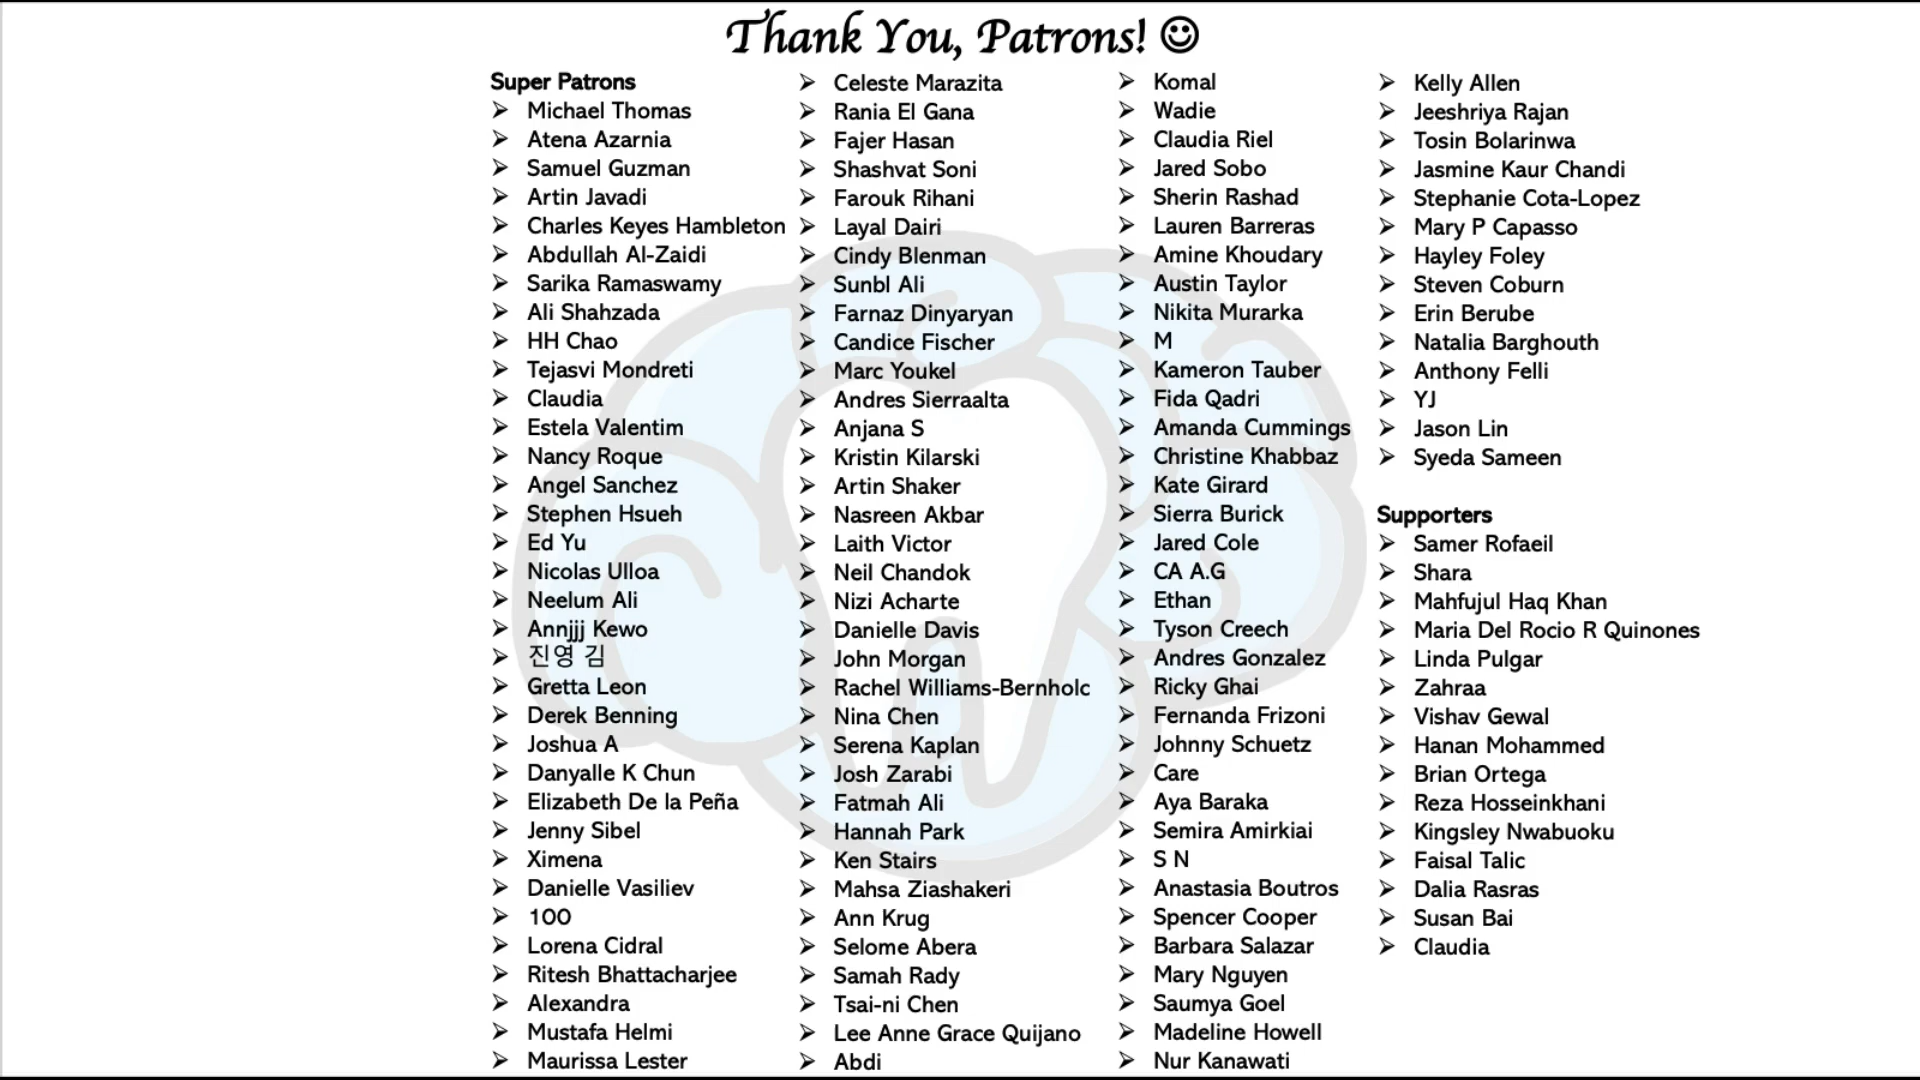 Thank You, Patrons! ☺
Super Patrons
Michael Thomas
Atena Azarnia
Samuel Guzman
Artin Javadi
Charles Keyes Hambleton
Abdullah Al-Zaidi
Sarika Ramaswamy
Ali Shahzada
HH Chao
Tejasvi Mondreti
Claudia
Estela Valentim
Nancy Roque
Angel Sanchez
Stephen Hsueh
Ed Yu
Nicolas Ulloa
Neelum Ali
Annjjj Kewo
진영 김
Gretta Leon
Derek Benning
Joshua A
Danyalle K Chun
Elizabeth De la Peña
Jenny Sibel
Ximena
Danielle Vasiliev
100
Lorena Cidral
Ritesh Bhattacharjee
Alexandra
Mustafa Helmi
Maurissa Lester
Celeste Marazita
Rania El Gana
Fajer Hasan
Shashvat Soni
Farouk Rihani
Layal Dairi
Cindy Blenman
Sunbl Ali
Farnaz Dinyaryan
Candice Fischer
Marc Youkel
Andres Sierraalta
Anjana S
Kristin Kilarski
Artin Shaker
Nasreen Akbar
Laith Victor
Neil Chandok
Nizi Acharte
Danielle Davis
John Morgan
Rachel Williams-Bernholc
Nina Chen
Serena Kaplan
Josh Zarabi
Fatmah Ali
Hannah Park
Ken Stairs
Mahsa Ziashakeri
Ann Krug
Selome Abera
Samah Rady
Tsai-ni Chen
Lee Anne Grace Quijano
Abdi
Komal
Wadie
Claudia Riel
Jared Sobo
Sherin Rashad
Lauren Barreras
Amine Khoudary
Austin Taylor
Nikita Murarka
M
Kameron Tauber
Fida Qadri
Amanda Cummings
Christine Khabbaz
Kate Girard
Sierra Burick
Jared Cole
CA A.G
Ethan
Tyson Creech
Andres Gonzalez
Ricky Ghai
Fernanda Frizoni
Johnny Schuetz
Care
Aya Baraka
Semira Amirkiai
S N
Anastasia Boutros
Spencer Cooper
Barbara Salazar
Mary Nguyen
Saumya Goel
Madeline Howell
Nur Kanawati
Kelly Allen
Jeeshriya Rajan
Tosin Bolarinwa
Jasmine Kaur Chandi
Stephanie Cota-Lopez
Mary P Capasso
Hayley Foley
Steven Coburn
Erin Berube
Natalia Barghouth
Anthony Felli
YJ
Jason Lin
Syeda Sameen
Supporters
Samer Rofaeil
Shara
Mahfujul Haq Khan
Maria Del Rocio R Quinones
Linda Pulgar
Zahraa
Vishav Gewal
Hanan Mohammed
Brian Ortega
Reza Hosseinkhani
Kingsley Nwabuoku
Faisal Talic
Dalia Rasras
Susan Bai
Claudia